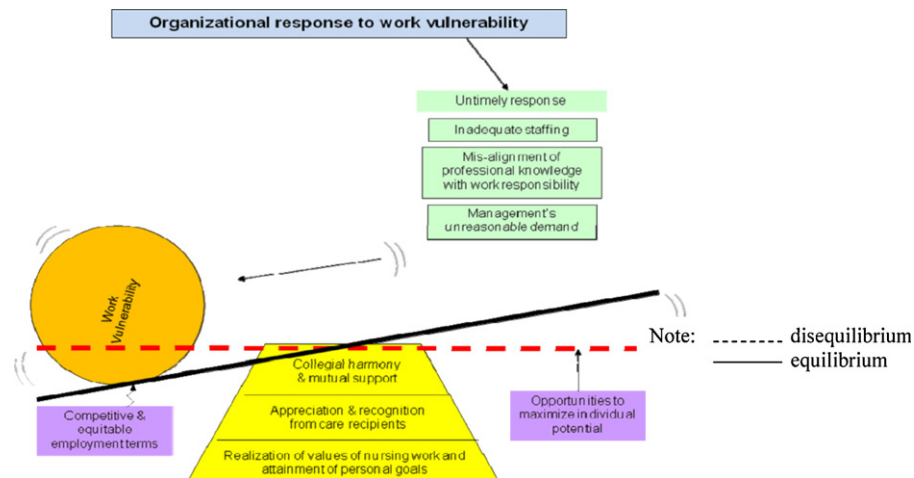 Organizational response to work vulnerability
Untimely response
Inadequate staffing
Mis-alignment of
professional knowledge
with work responsibility
Management's
unreasonable demand
Work
Vulnerability
Note:
disequilibrium
equilibrium
Collegial harmony
& mutual support
Appreciation & recognition
from care recipients
Realization of values of nursing work and
attainment of personal goals
Competitive &
equitable
employment terms
Opportunities to
maximize individual
potential